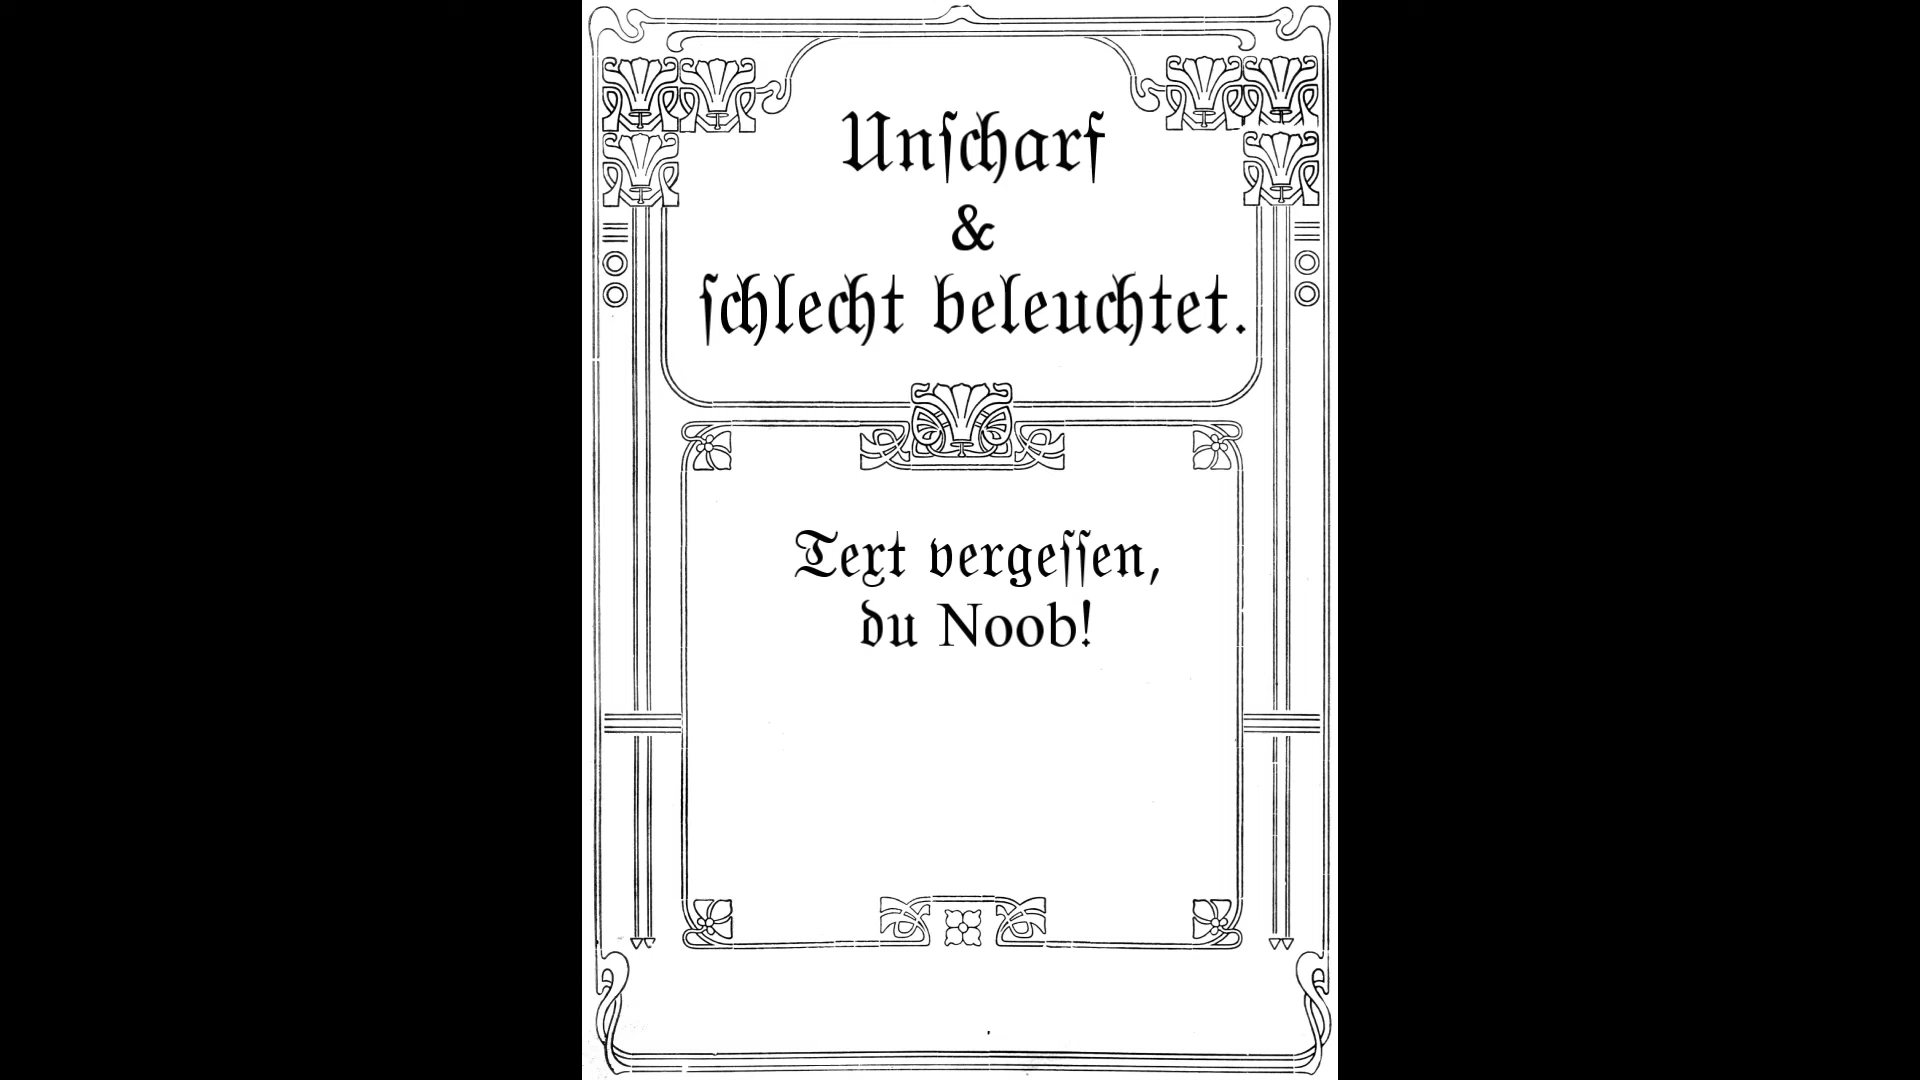 Unſcharf
&
ſchlecht beleuchtet.
Text vergeſſen,
du Noob!